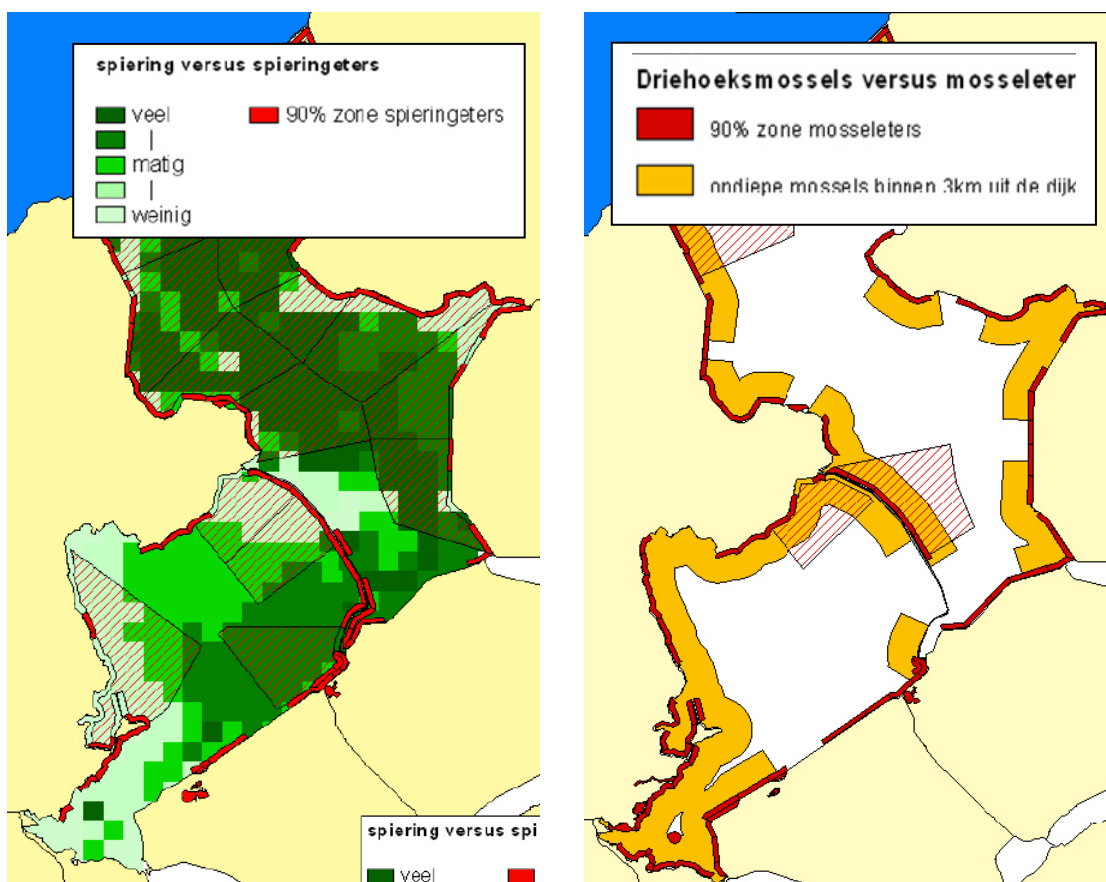 spiering versus spieringeters
veel
|
matig
|
weinig
90% zone spieringeters
spiering versus spi
veel
Driehoeksmossels versus mosseleter
90% zone mosseleters
ondiepe mossels binnen 3km uit de dijk